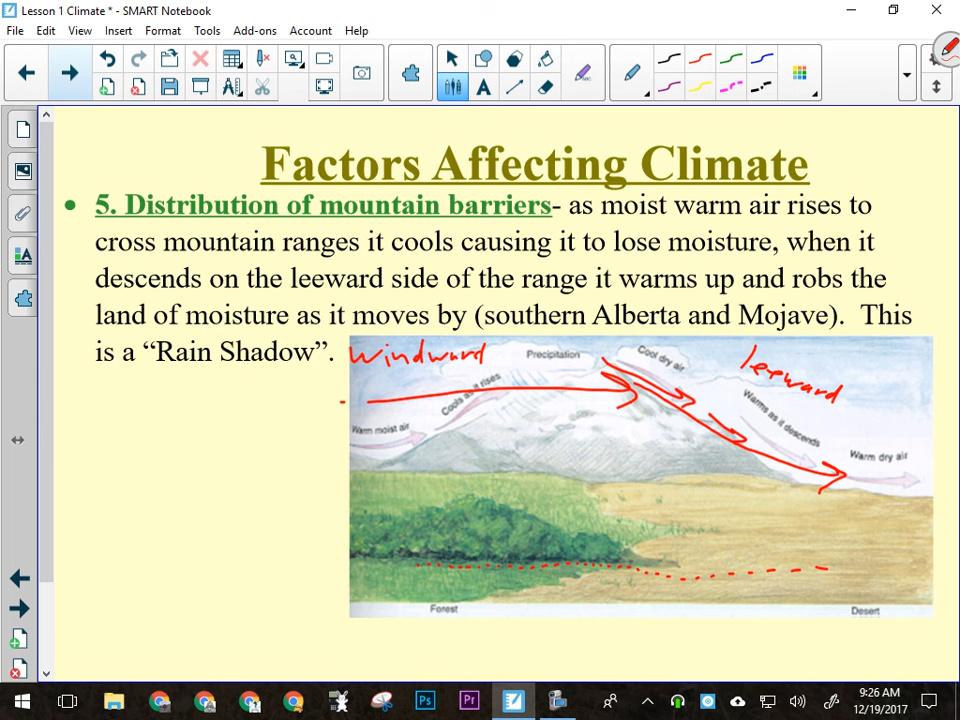 Lesson 1 Climate * - SMART Notebook
File Edit View Insert Format Tools Add-ons Account Help
Factors Affecting Climate
• 5. Distribution of mountain barriers- as moist warm air rises to
cross mountain ranges it cools causing it to lose moisture, when it
descends on the leeward side of the range it warms up and robs the
land of moisture as it moves by (southern Alberta and Mojave).  This
is a “Rain Shadow”.
Windward
Precipitation
Cool dry air
leeward
Cools as it rises
Warm moist air
Warms as it descends
Warm dry air
Forest
Desert
Ps
Pr
9:26 AM
12/19/2017